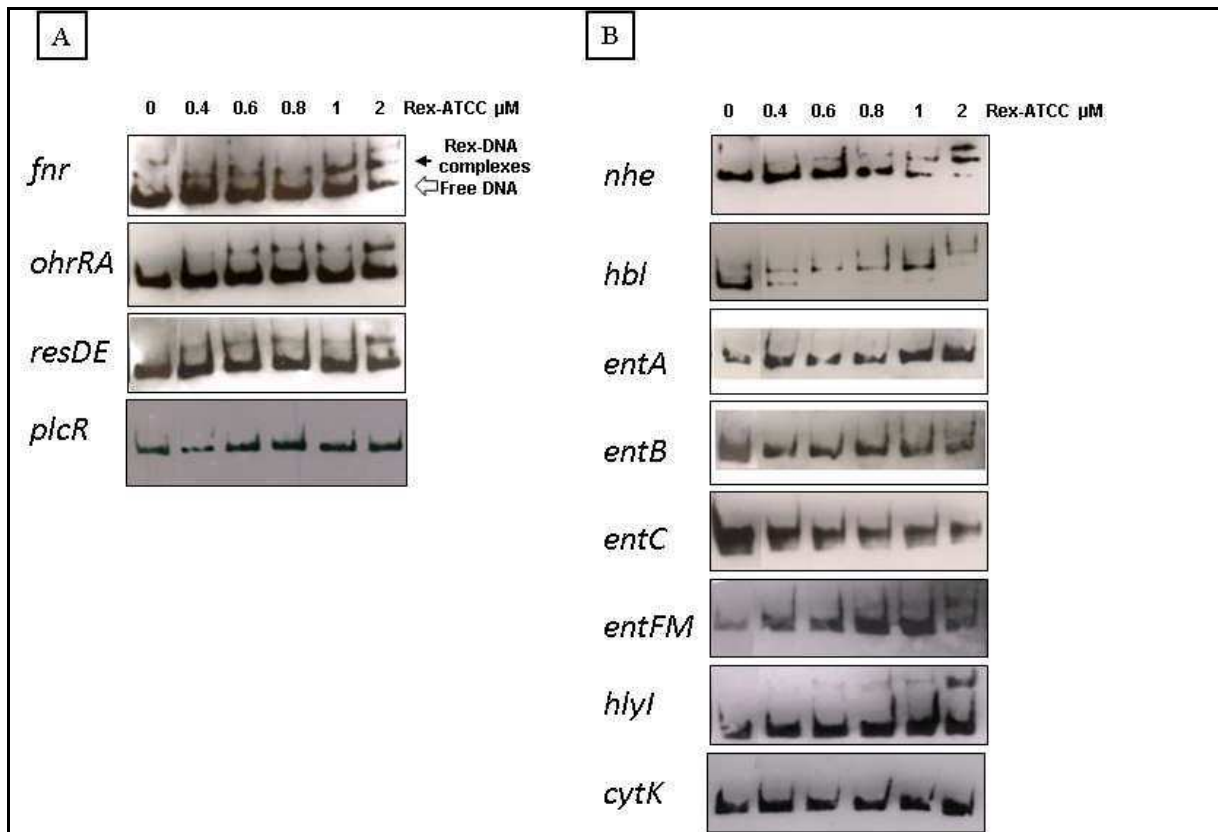 A
0 0.4 0.6 0.8 1 2 Rex-ATCC µM
fnr
Rex-DNA
complexes
Free DNA
ohrRA
resDE
plcR
B
0 0.4 0.6 0.8 1 2 Rex-ATCC µM
nhe
hbl
entA
entB
entC
entFM
hlyI
cytK